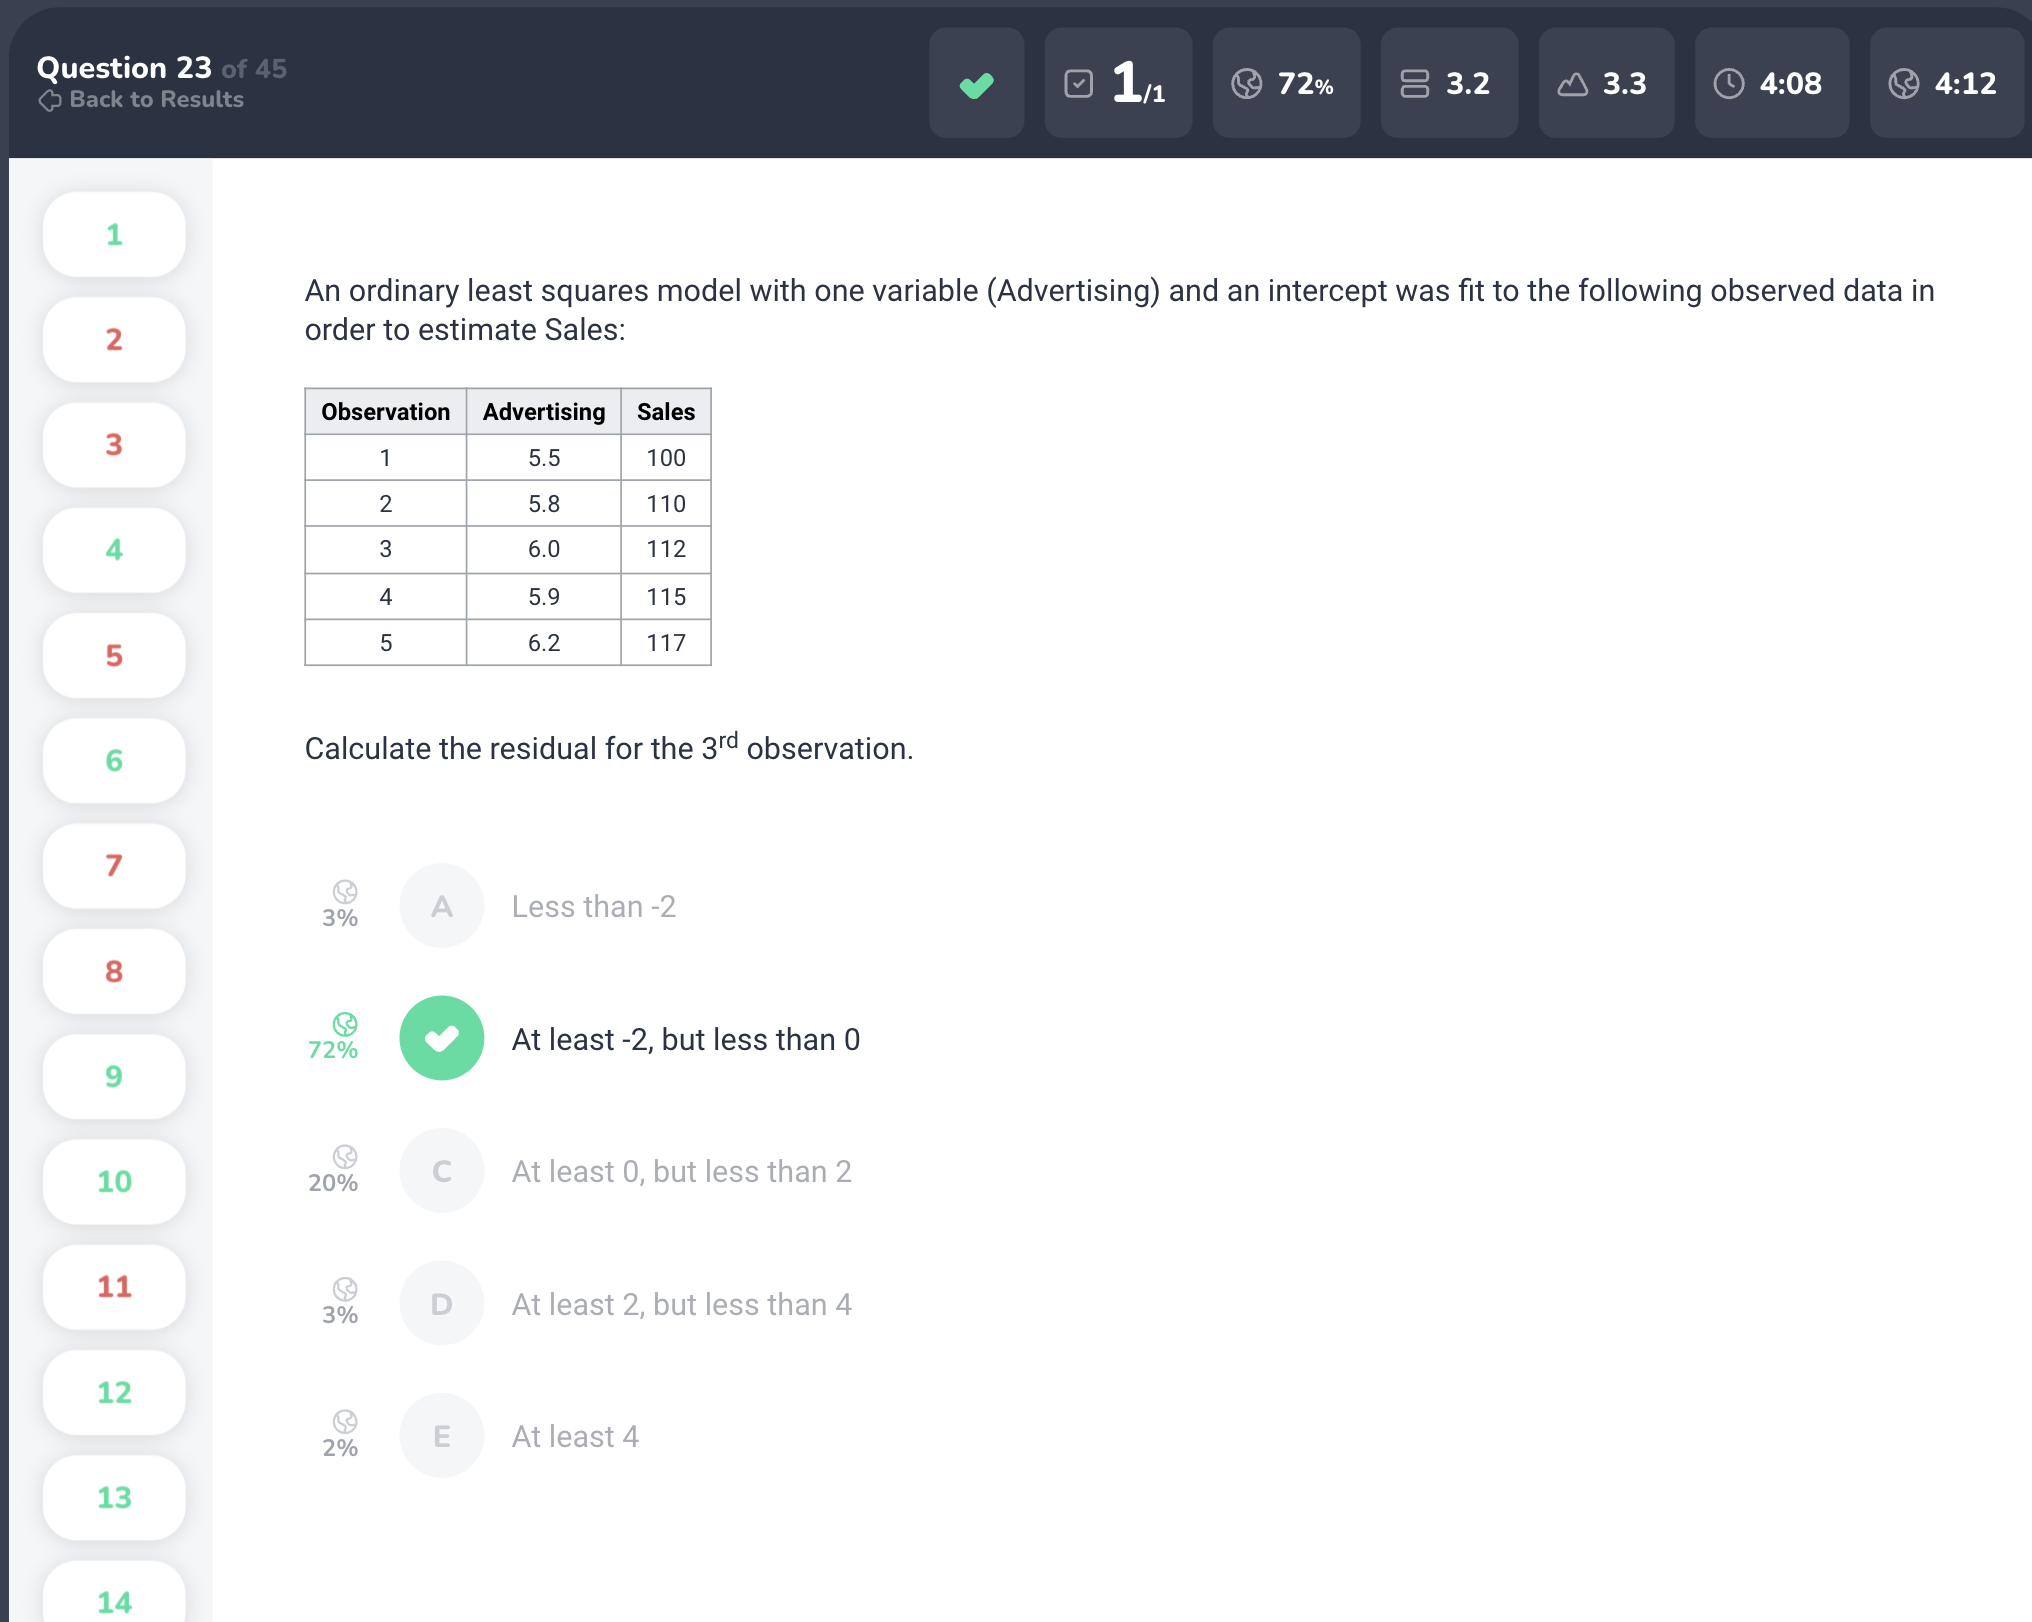 Question 23 of 45
Back to Results
1/1
72%
3.2
3.3
4:08
4:12
1
2
3
4
5
6
7
8
9
10
11
12
13
14
An ordinary least squares model with one variable (Advertising) and an intercept was fit to the following observed data in
order to estimate Sales:
Observation Advertising Sales
1 5.5 100
2 5.8 110
3 6.0 112
4 5.9 115
5 6.2 117
Calculate the residual for the 3rd observation.
3% A Less than -2
72% At least -2, but less than 0
20% C At least 0, but less than 2
3% D At least 2, but less than 4
2% E At least 4